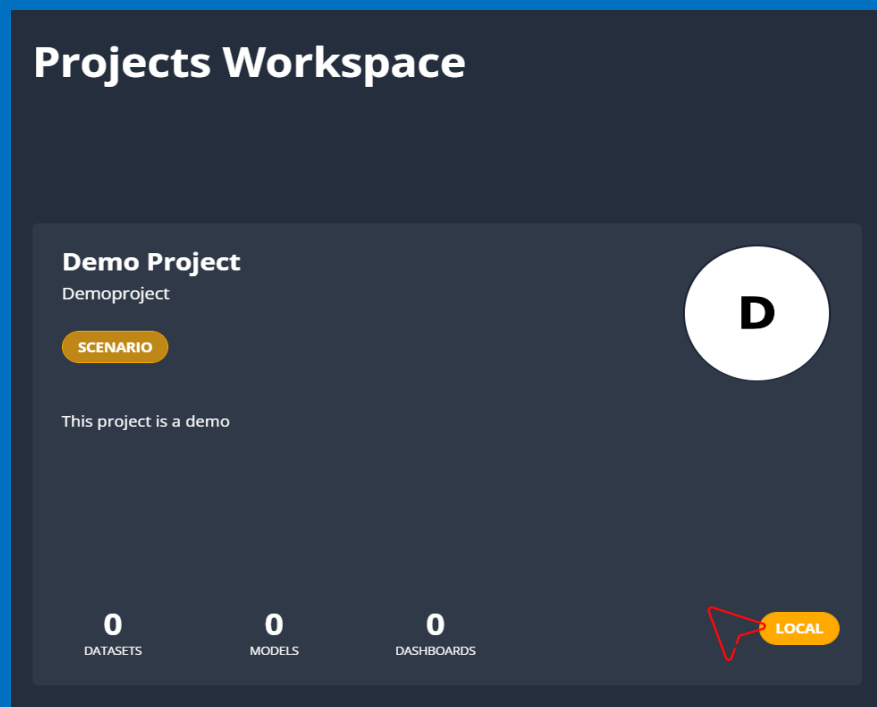 Projects Workspace
Demo Project
Demoproject
D
SCENARIO
This project is a demo
0 0 0
DATASETS MODELS DASHBOARDS
LOCAL